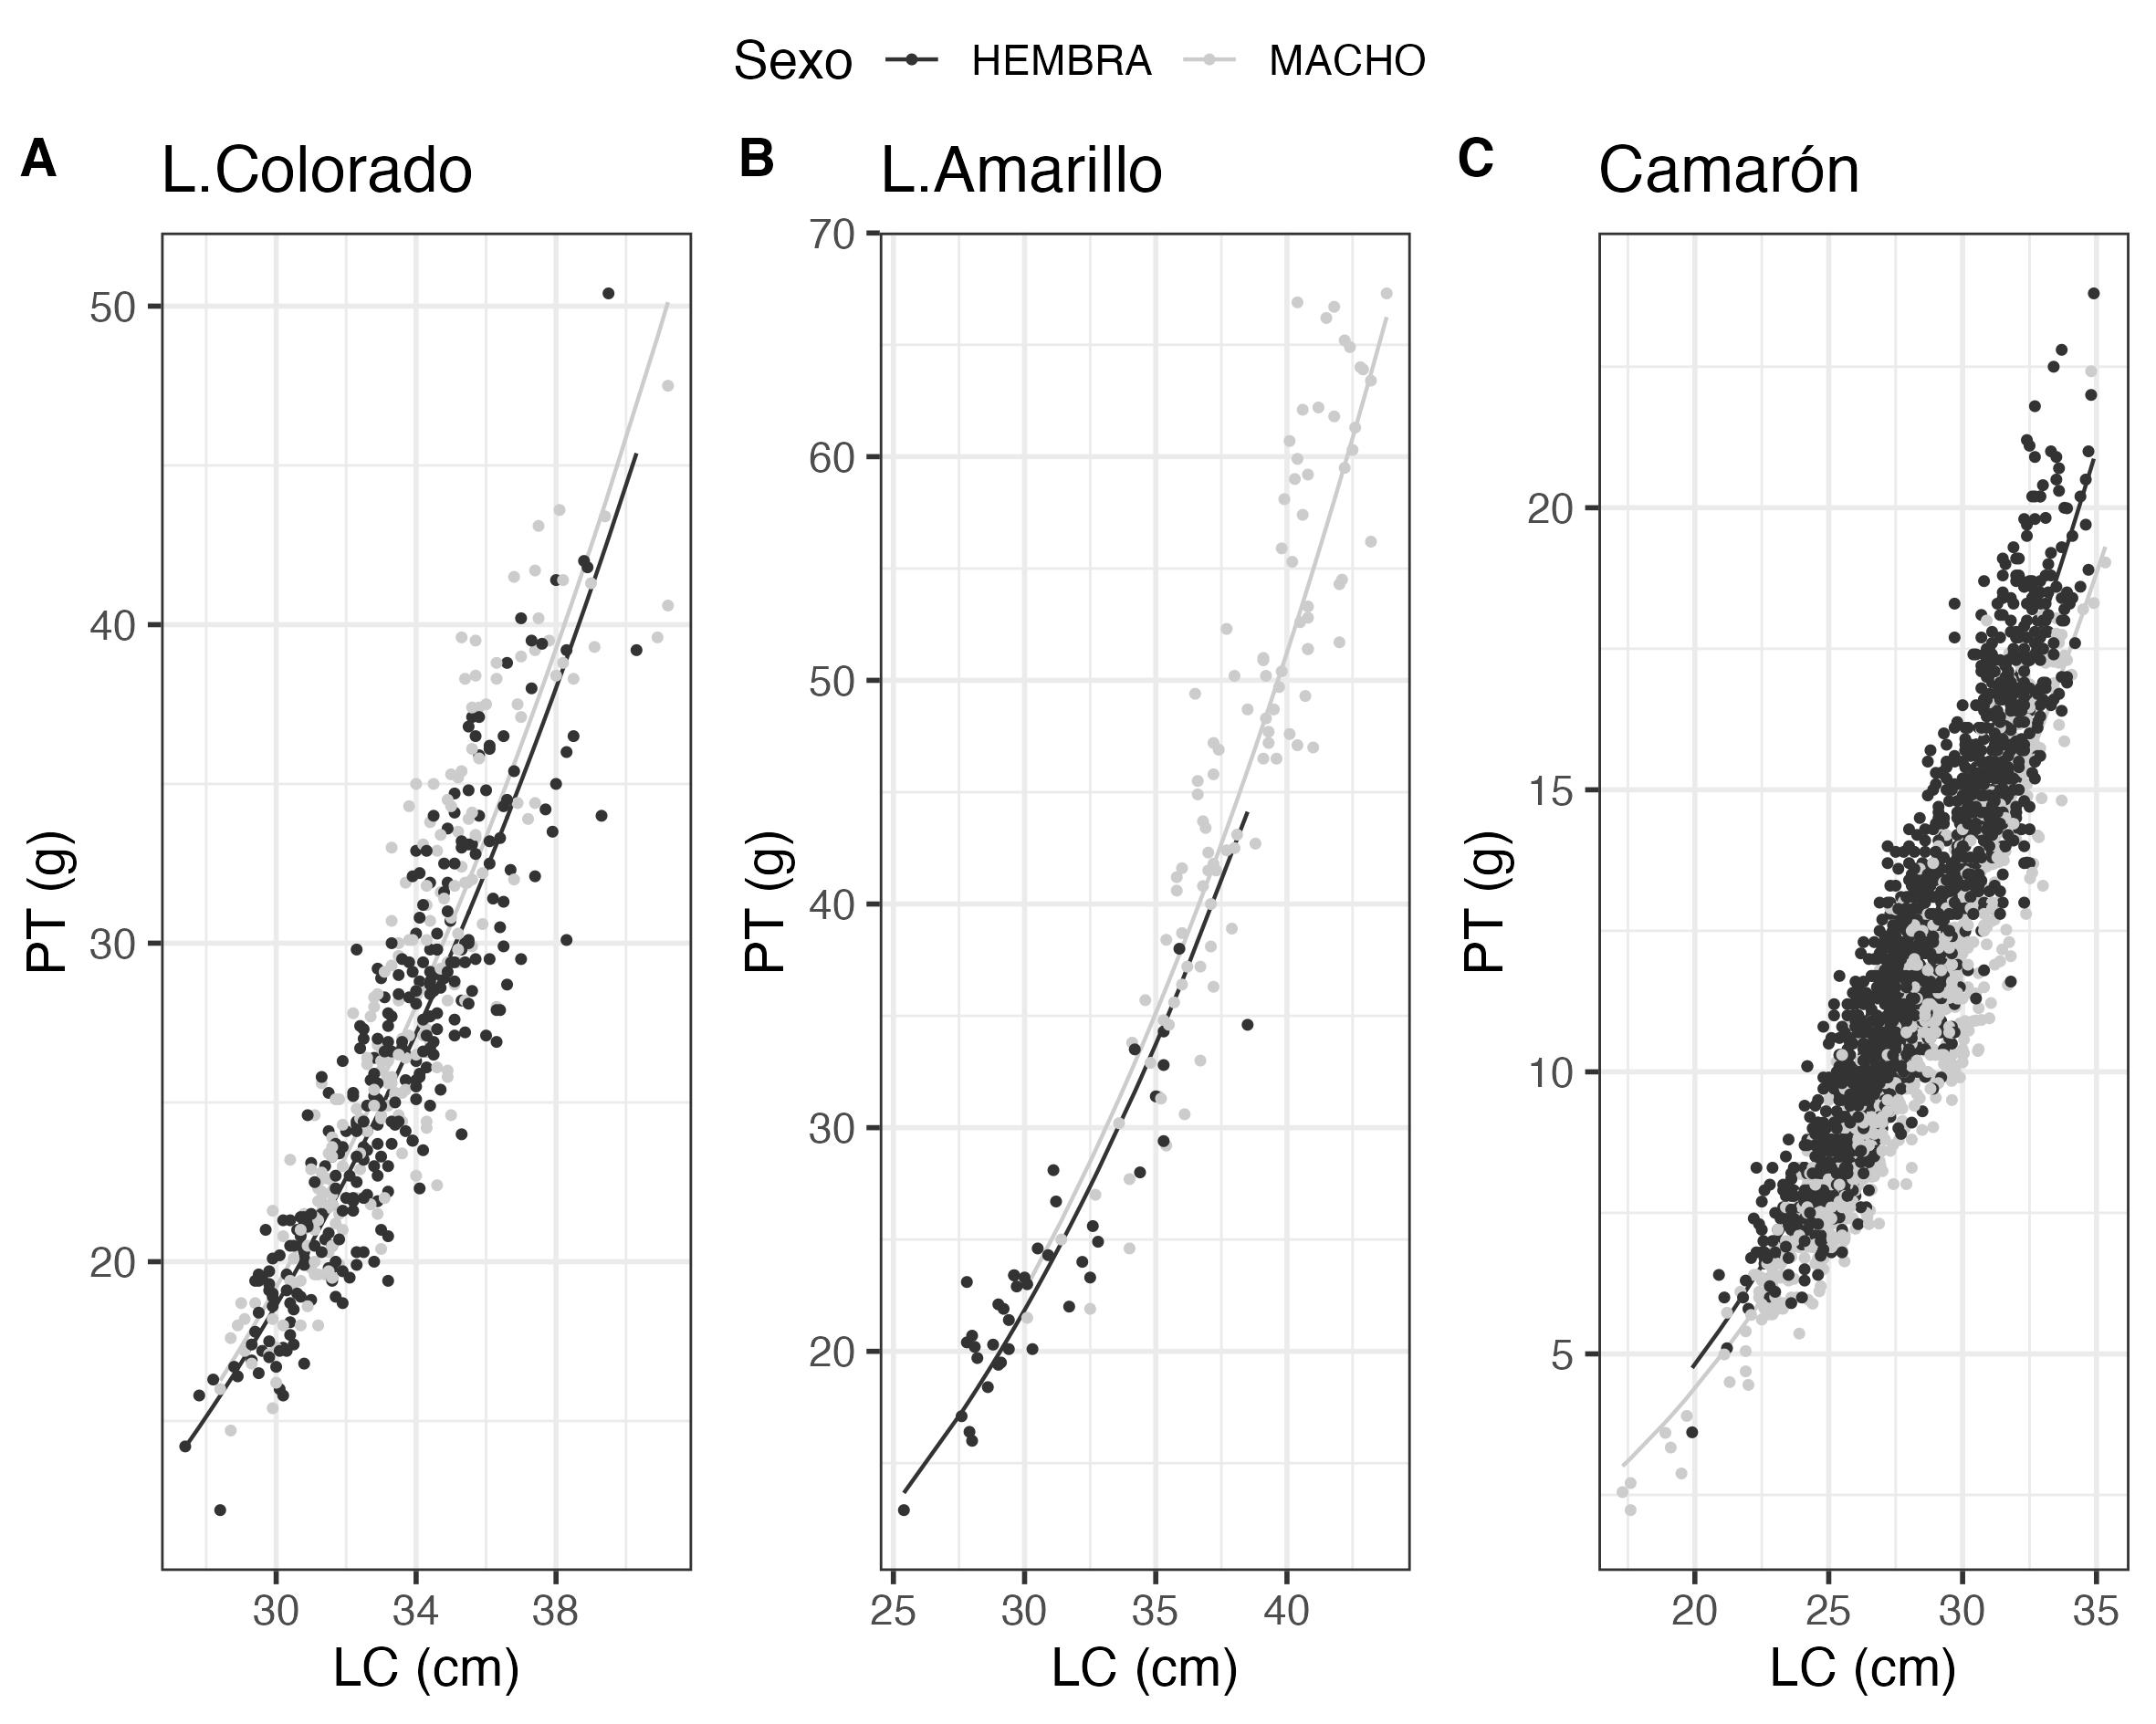 Sexo HEMBRA MACHO
A L.Colorado
50
40
30
20
PT (g)
30 34 38
LC (cm)
B L.Amarillo
70
60
50
40
30
20
PT (g)
25 30 35 40
LC (cm)
C Camarón
20
15
10
5
PT (g)
20 25 30 35
LC (cm)